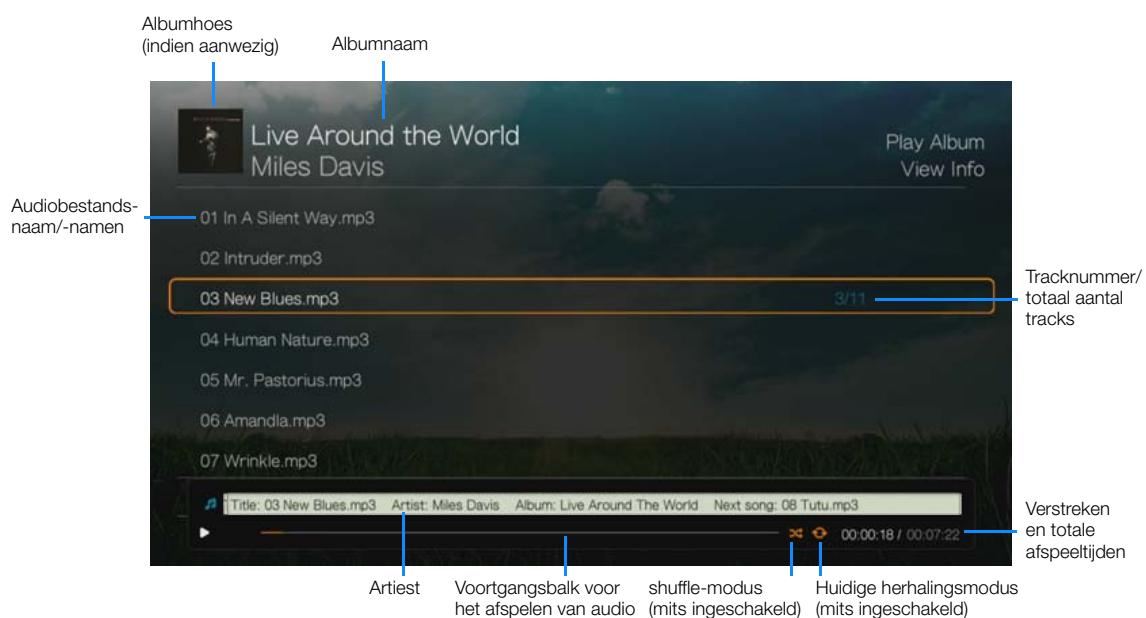 Albumhoes
(indien aanwezig)
Albumnaam
Live Around the World
Miles Davis
Play Album
View Info
Audiobestands-
naam/-namen
01 In A Silent Way.mp3
02 Intruder.mp3
03 New Blues.mp3
3/11
Tracknummer/
totaal aantal
tracks
04 Human Nature.mp3
05 Mr. Pastorius.mp3
06 Amandla.mp3
07 Wrinkle.mp3
Title: 03 New Blues.mp3 Artist: Miles Davis Album: Live Around The World Next song: 08 Tutu.mp3
00:00:18 / 00:07:22
Verstreken
en totale
afspeeltijden
Artiest
Voortgangsbalk voor
het afspelen van audio
shuffle-modus
(mits ingeschakeld)
Huidige herhalingsmodus
(mits ingeschakeld)